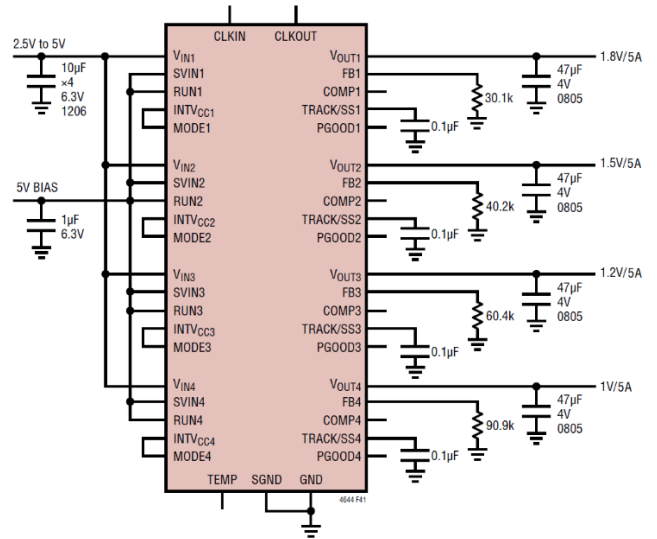 CLKIN CLKOUT
2.5V to 5V
10µF
×4
6.3V
1206
5V BIAS
1µF
6.3V
VIN1
SVIN1
RUN1
INTVCC1
MODE1
VIN2
SVIN2
RUN2
INTVCC2
MODE2
VIN3
SVIN3
RUN3
INTVCC3
MODE3
VIN4
SVIN4
RUN4
INTVCC4
MODE4
VOUT1
FB1
COMP1
TRACK/SS1
PGOOD1
VOUT2
FB2
COMP2
TRACK/SS2
PGOOD2
VOUT3
FB3
COMP3
TRACK/SS3
PGOOD3
VOUT4
FB4
COMP4
TRACK/SS4
PGOOD4
0.1µF
30.1k
47µF
4V
0805
1.8V/5A
0.1µF
40.2k
47µF
4V
0805
1.5V/5A
0.1µF
60.4k
47µF
4V
0805
1.2V/5A
0.1µF
90.9k
47µF
4V
0805
1V/5A
TEMP SGND GND
4644 F41